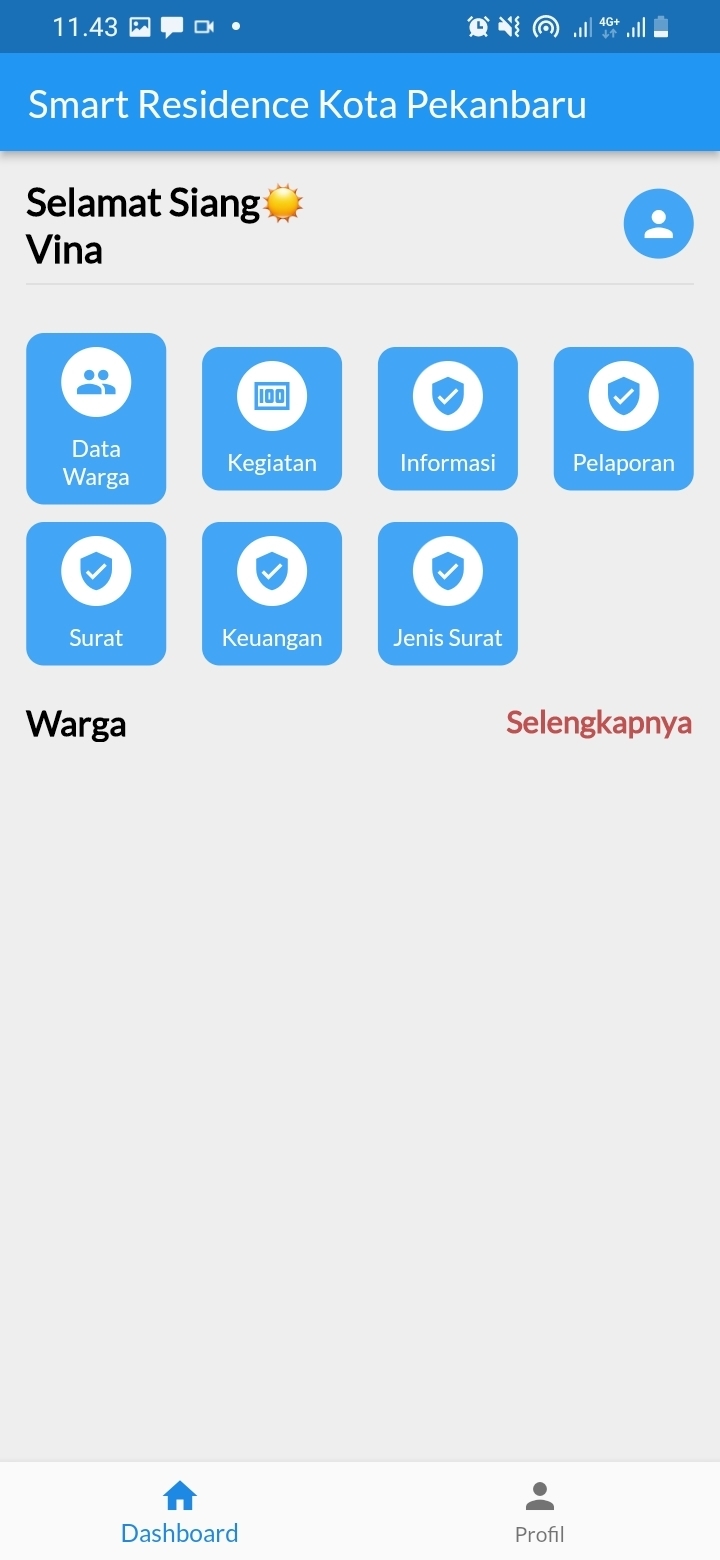 11.43
4G+
Smart Residence Kota Pekanbaru
Selamat Siang☀️
Vina
Data
Warga
100
Kegiatan
Informasi
Pelaporan
Surat
Keuangan
Jenis Surat
Warga
Selengkapnya
Dashboard
Profil